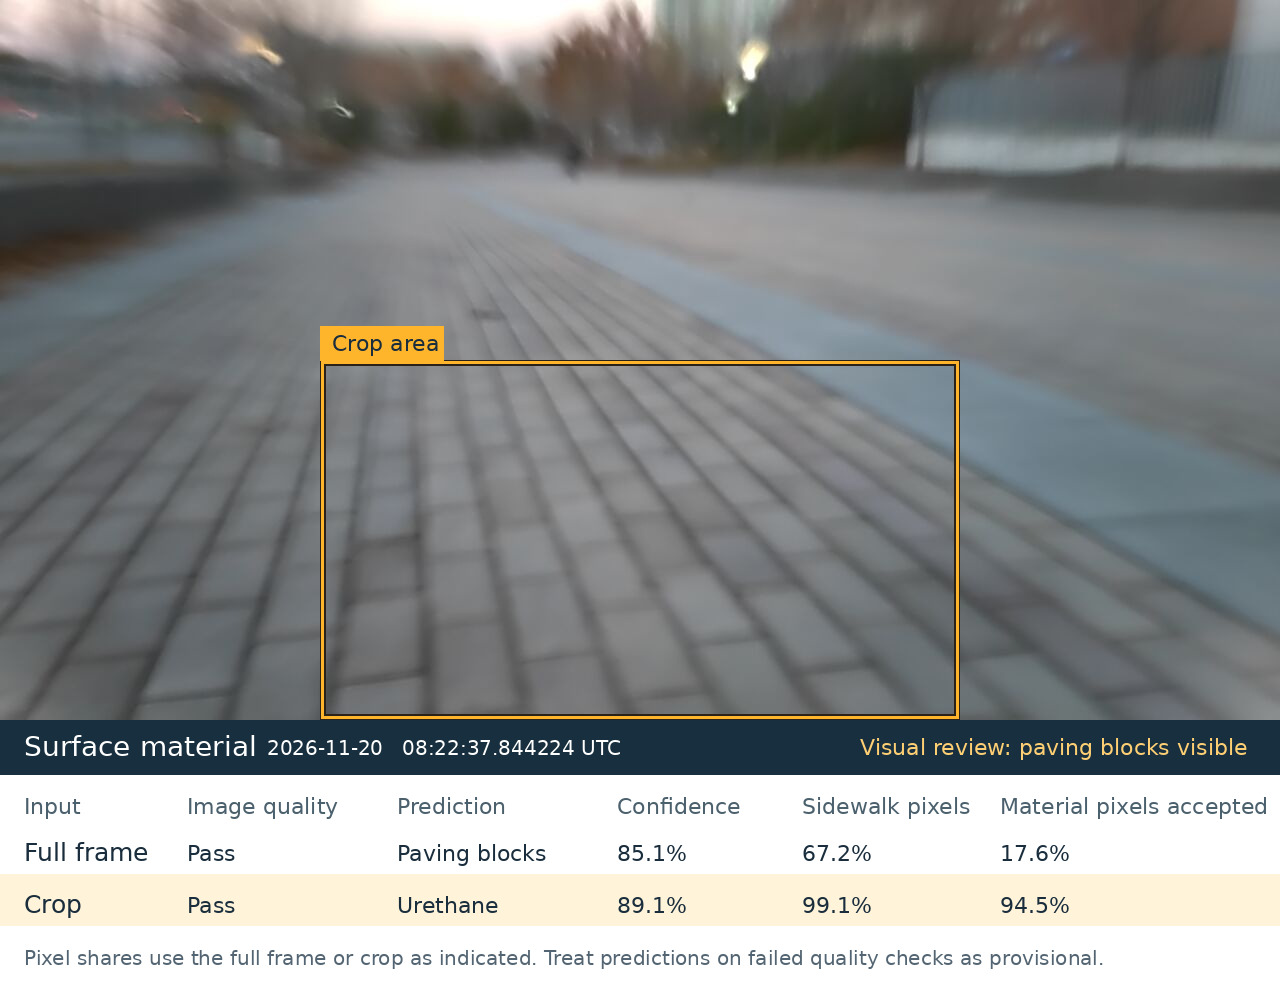 Crop area
Surface material 2026-11-20 08:22:37.844224 UTC Visual review: paving blocks visible
Input Image quality Prediction Confidence Sidewalk pixels Material pixels accepted
Full frame Pass Paving blocks 85.1% 67.2% 17.6%
Crop Pass Urethane 89.1% 99.1% 94.5%
Pixel shares use the full frame or crop as indicated. Treat predictions on failed quality checks as provisional.